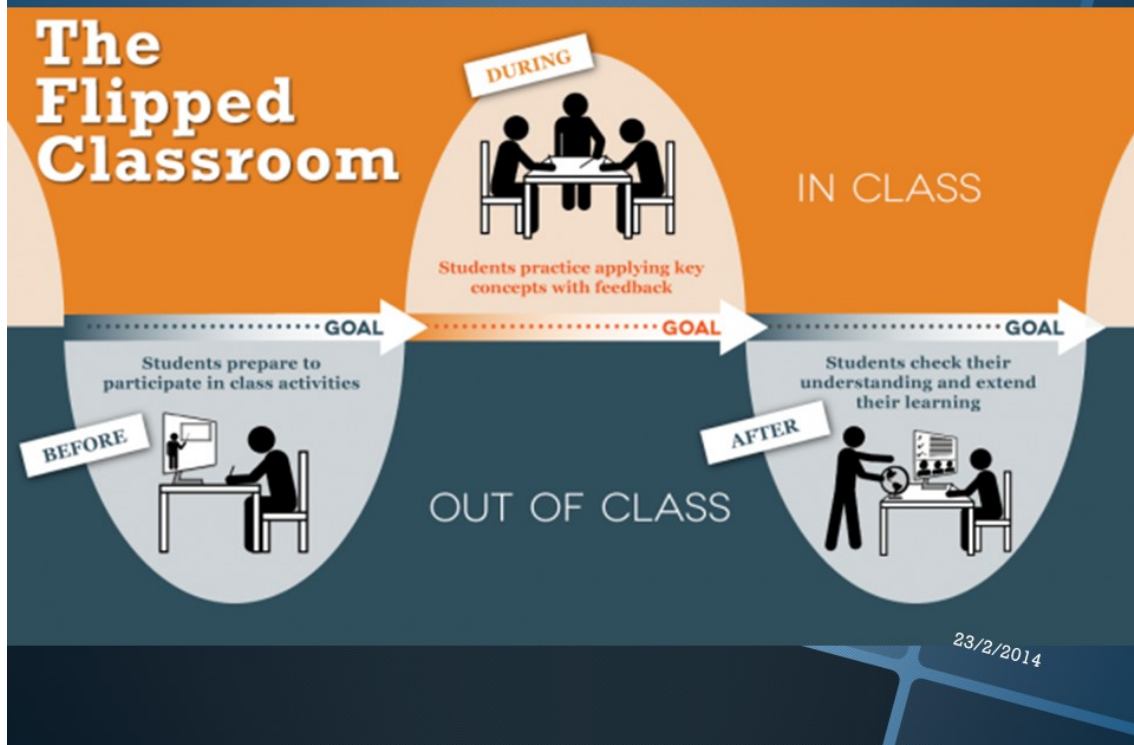 The
Flipped
Classroom
DURING
IN CLASS
Students practice applying key
concepts with feedback
GOAL
GOAL
GOAL
Students prepare to
participate in class activities
BEFORE
OUT OF CLASS
Students check their
understanding and extend
their learning
AFTER
23/2/2014